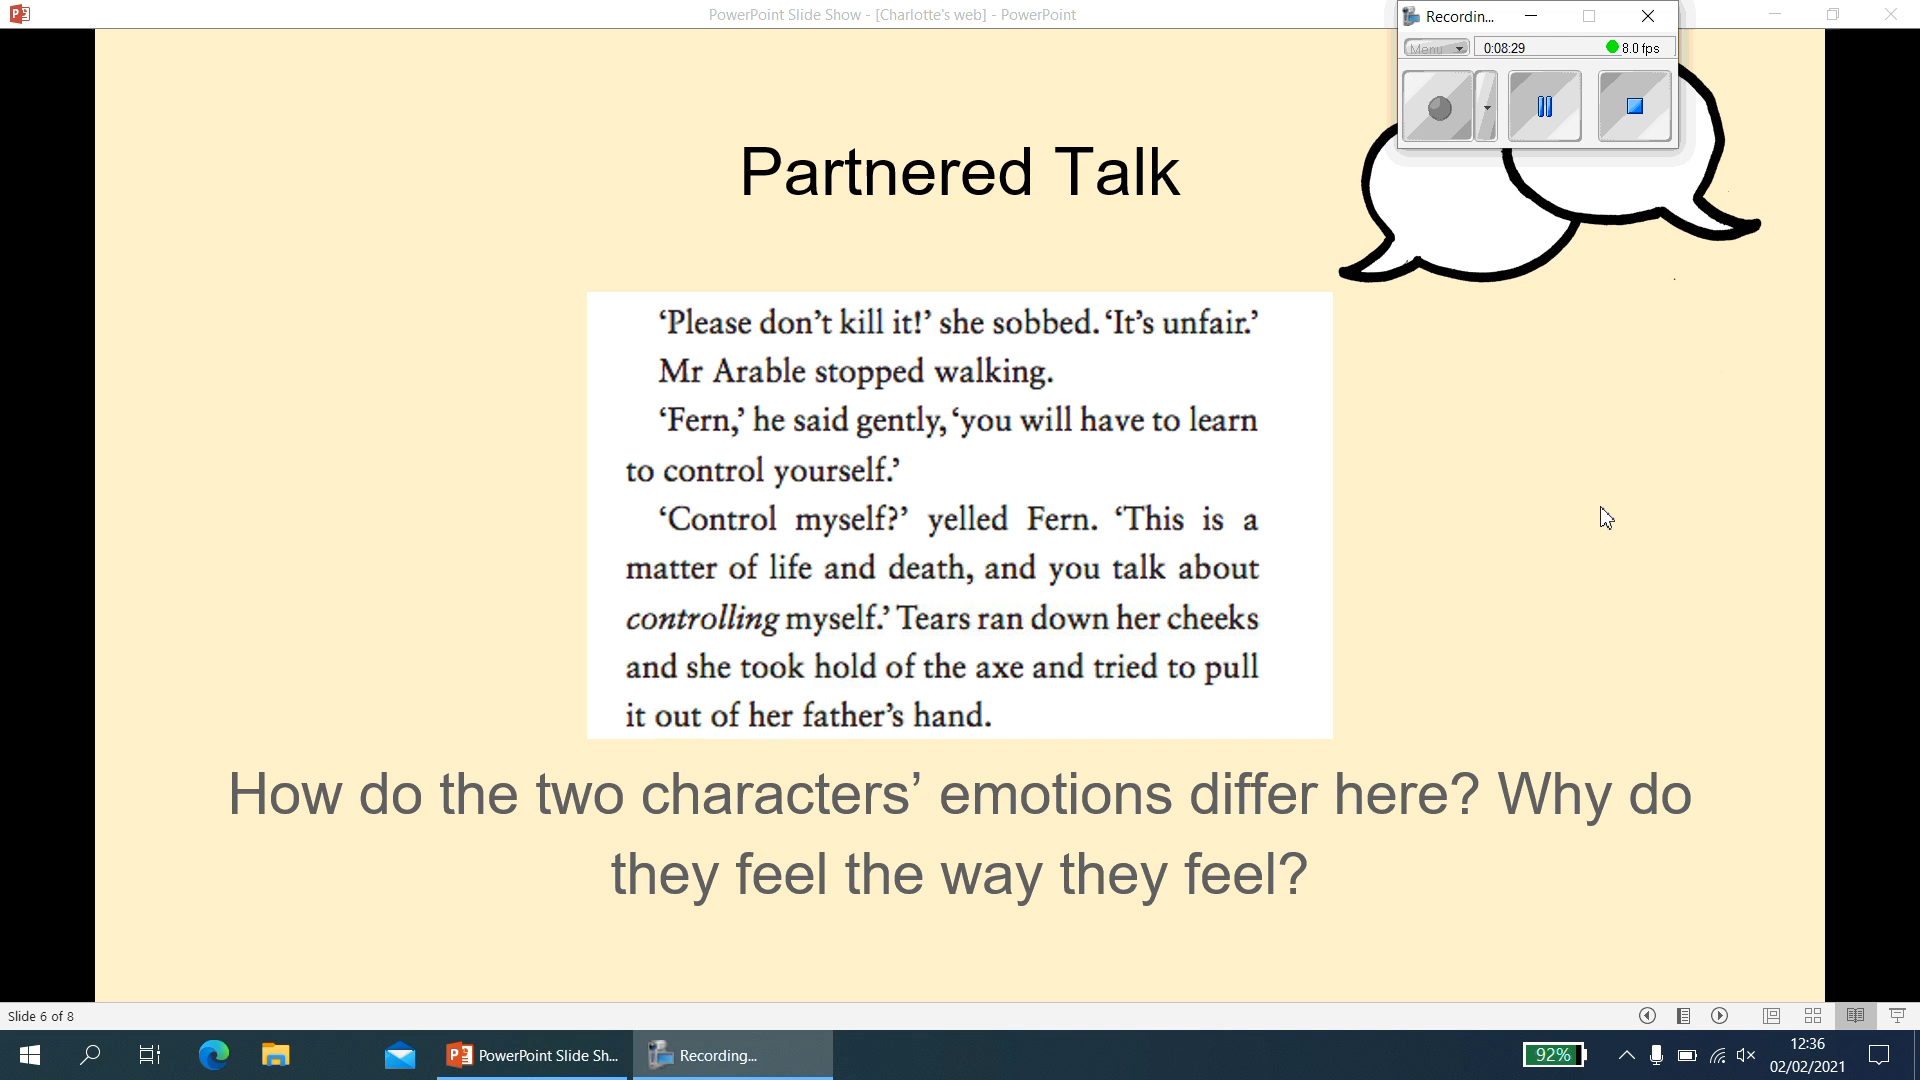 PowerPoint Slide Show - [Charlotte's web] - PowerPoint
Recordin...
Menu
0:08:29
8.0 fps
Partnered Talk
‘Please don’t kill it!’ she sobbed. ‘It’s unfair.’
Mr Arable stopped walking.
‘Fern,’ he said gently, ‘you will have to learn
to control yourself.’
‘Control myself?’ yelled Fern. ‘This is a
matter of life and death, and you talk about
controlling myself.’ Tears ran down her cheeks
and she took hold of the axe and tried to pull
it out of her father’s hand.
How do the two characters’ emotions differ here? Why do
they feel the way they feel?
Slide 6 of 8
PowerPoint Slide Sh...
Recording...
92%
12:36
02/02/2021